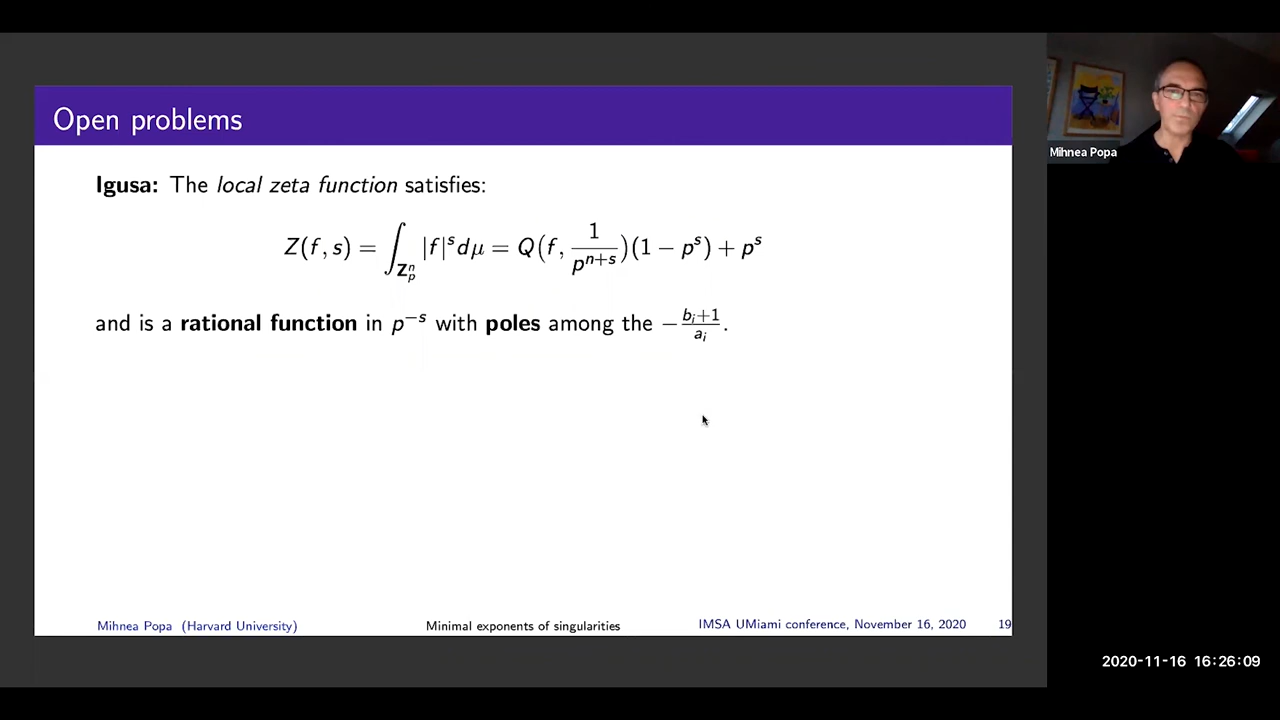 Open problems
Igusa: The local zeta function satisfies:
Z(f, s) = ∫_{Z_p^n} |f|^s dμ = Q(f, 1/p^{n+s})(1 − p^s) + p^s
and is a rational function in p^{−s} with poles among the −(b_i+1)/a_i.
Mihnea Popa (Harvard University) Minimal exponents of singularities IMSA UMiami conference, November 16, 2020 19
Mihnea Popa
2020-11-16 16:26:09